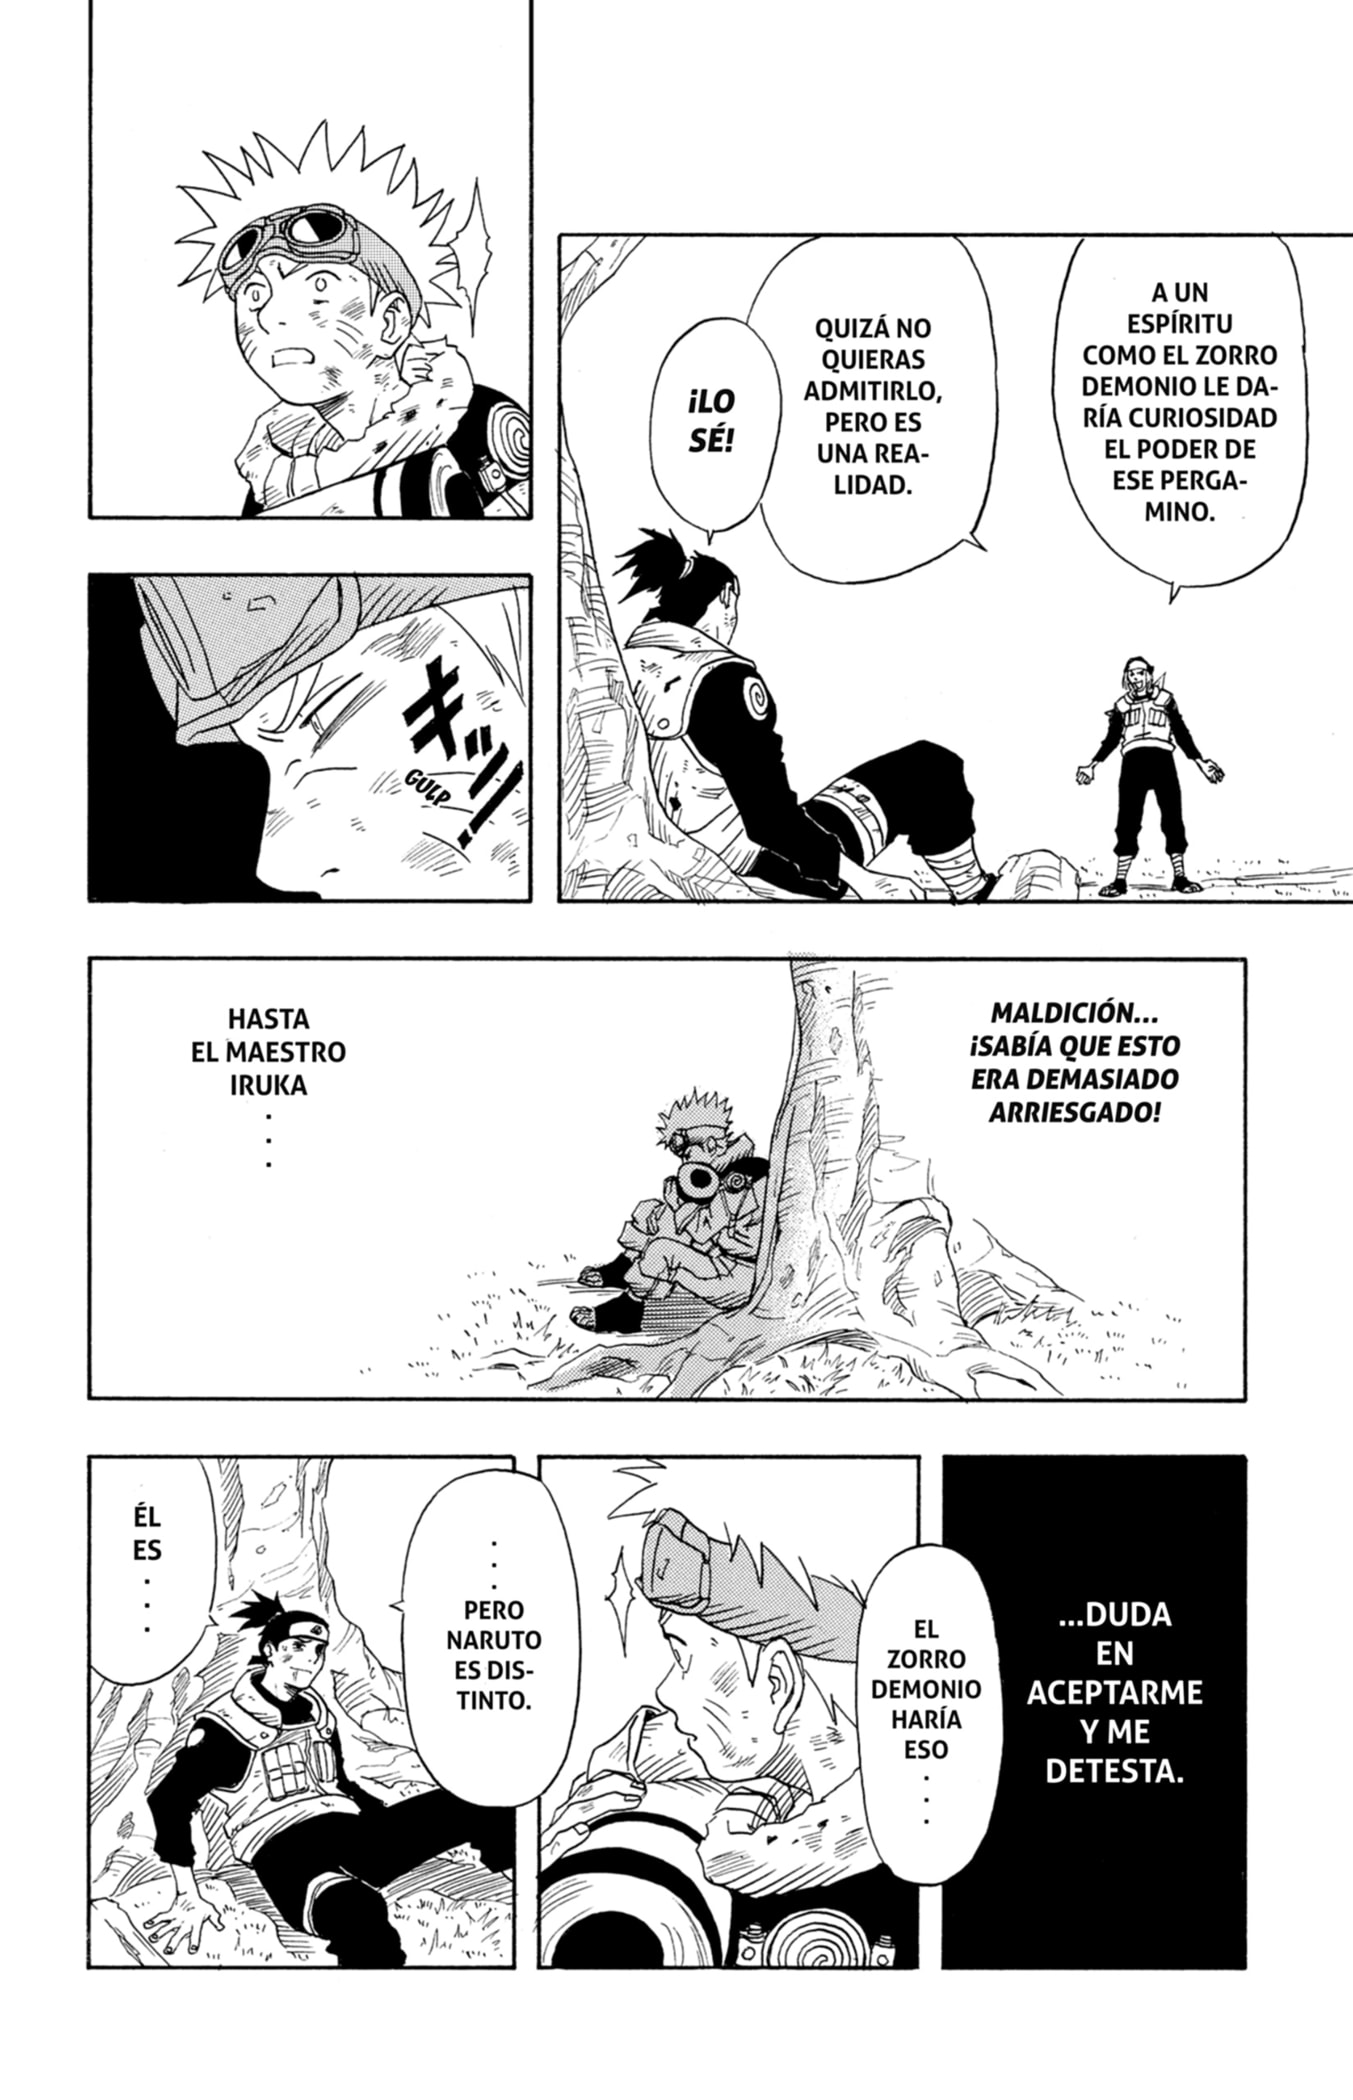 A UN
ESPÍRITU
COMO EL ZORRO
DEMONIO LE DA-
RÍA CURIOSIDAD
EL PODER DE
ESE PERGA-
MINO.
QUIZÁ NO
QUIERAS
ADMITIRLO,
PERO ES
UNA REA-
LIDAD.
¡LO
SÉ!
キッ!!
GULP
MALDICIÓN...
¡SABÍA QUE ESTO
ERA DEMASIADO
ARRIESGADO!
HASTA
EL MAESTRO
IRUKA
...
...DUDA
EN
ACEPTARME
Y ME
DETESTA.
EL
ZORRO
DEMONIO
HARÍA
ESO
...
...
PERO
NARUTO
ES DIS-
TINTO.
ÉL
ES
...